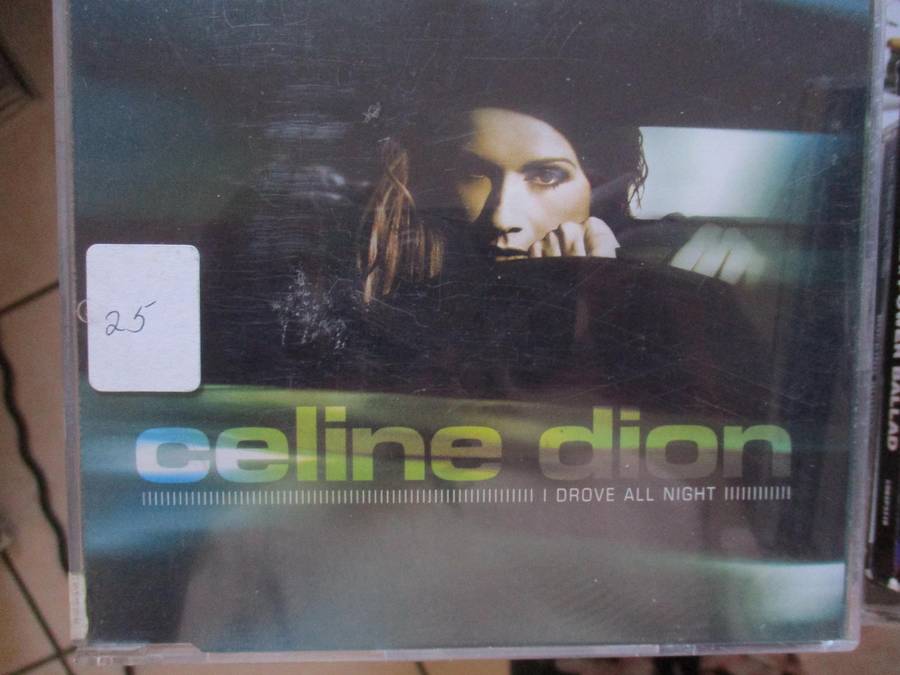 25
celine dion
I DROVE ALL NIGHT
BALLAD